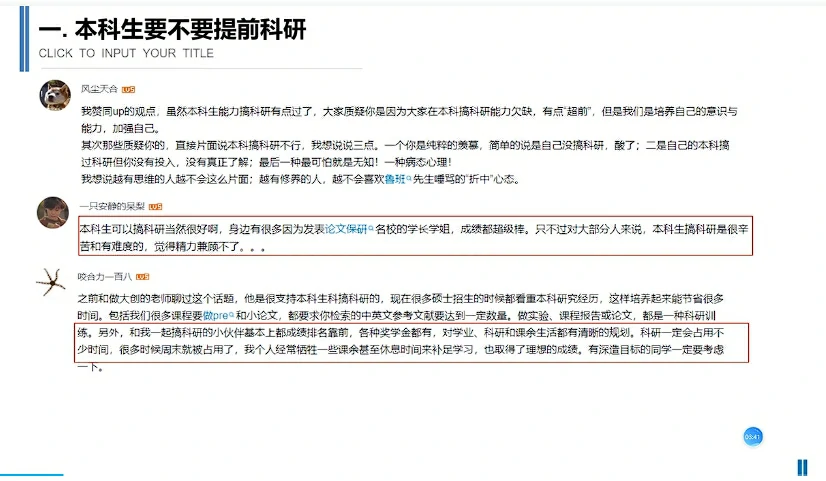 一. 本科生要不要提前科研
CLICK TO INPUT YOUR TITLE
风尘天合 LV5
我赞同up的观点，虽然本科生能力搞科研有点过了，大家质疑你是因为大家在本科搞科研能力欠缺，有点“超前”，但是我们是培养自己的意识与
能力，加强自己。
其次那些质疑你的，直接片面说本科搞科研不行，我想说说三点。一个你是纯粹的羡慕，简单的说是自己没搞科研，酸了；二是自己的本科搞
过科研但你没有投入，没有真正了解；最后一种最可怕就是无知！一种病态心理！
我想说越有思维的人越不会这么片面；越有修养的人，越不会喜欢鲁班先生唾骂的“折中”心态。
一只安静的呆梨 LV5
本科生可以搞科研当然很好啊，身边有很多因为发表论文保研名校的学长学姐，成绩都超级棒。只不过对大部分人来说，本科生搞科研是很辛
苦和有难度的，觉得精力兼顾不了。。。
咬合力一百八 LV5
之前和做大创的老师聊过这个话题，他是很支持本科生科搞科研的，现在很多硕士招生的时候都看重本科研究经历，这样培养起来能节省很多
时间。包括我们很多课程要做pre和小论文，都要求你检索的中英文参考文献要达到一定数量。做实验、课程报告或论文，都是一种科研训
练。另外，和我一起搞科研的小伙伴基本上都成绩排名靠前，各种奖学金都有，对学业、科研和课余生活都有清晰的规划。科研一定会占用不
少时间，很多时候周末就被占用了，我个人经常牺牲一些课余甚至休息时间来补足学习，也取得了理想的成绩。有深造目标的同学一定要考虑
一下。
03:41